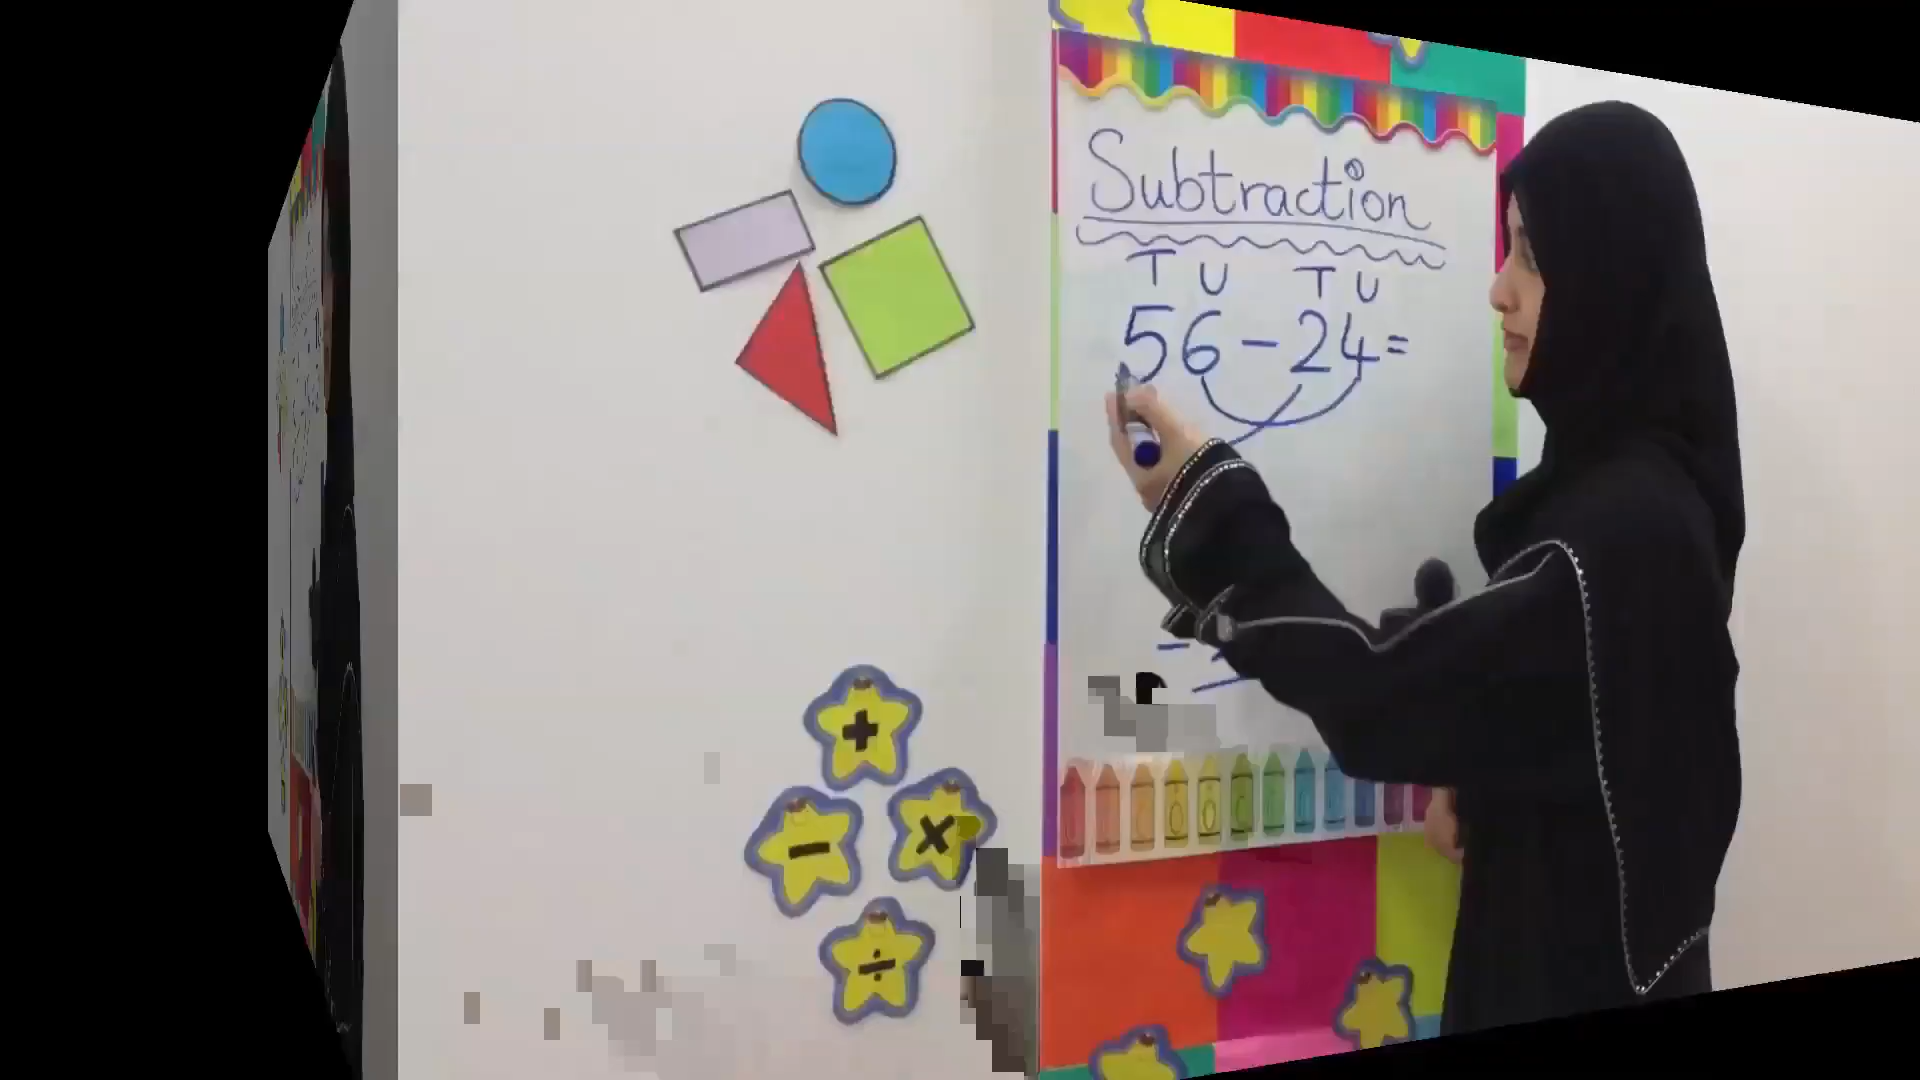 Subtraction
T U T U
56 - 24 =
+
- ×
÷